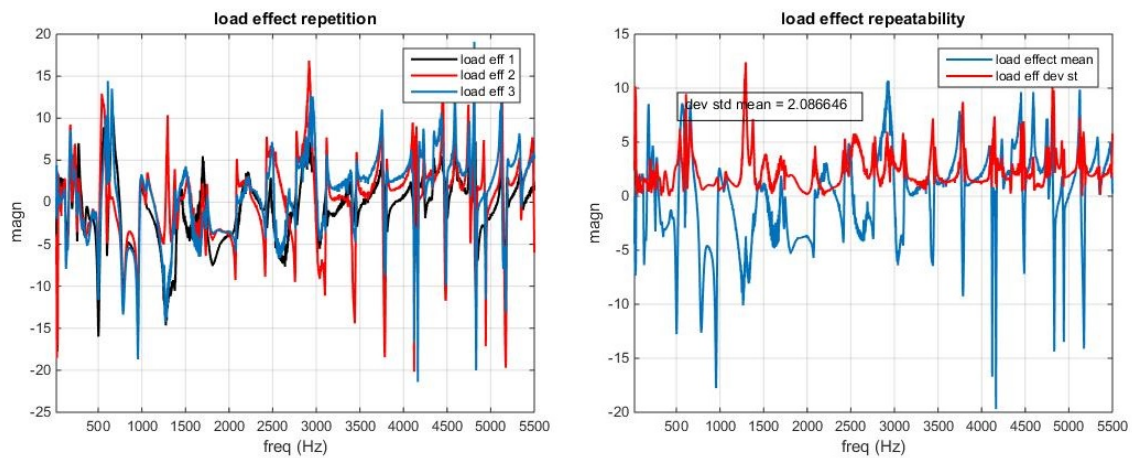 load effect repetition
20
15
10
5
0
-5
-10
-15
-20
-25
magn
load eff 1
load eff 2
load eff 3
500 1000 1500 2000 2500 3000 3500 4000 4500 5000 5500
freq (Hz)
load effect repeatability
15
10
5
0
-5
-10
-15
-20
magn
load effect mean
load eff dev st
dev std mean = 2.086646
500 1000 1500 2000 2500 3000 3500 4000 4500 5000 5500
freq (Hz)